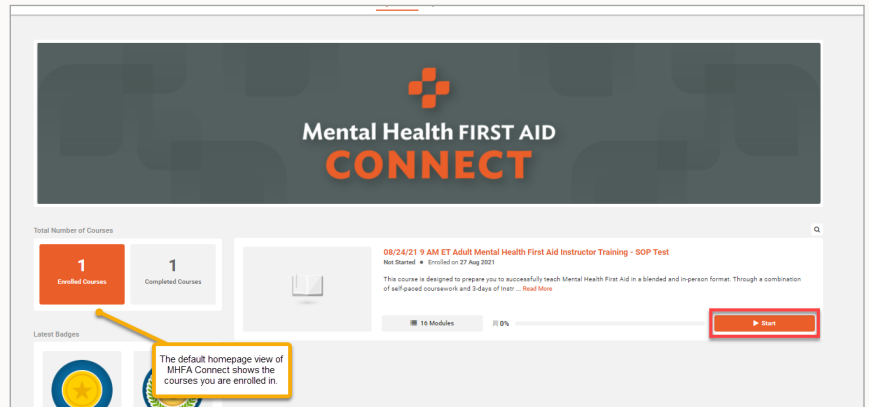 Mental Health FIRST AID
CONNECT
Total Number of Courses
1
Enrolled Courses
1
Completed Courses
08/24/21 9 AM ET Adult Mental Health First Aid Instructor Training - SOP Test
Not Started • Enrolled on 27 Aug 2021
This course is designed to prepare you to successfully teach Mental Health First Aid in a blended and in-person format. Through a combination
of self-paced coursework and 3-days of Instr ... Read More
16 Modules
0%
Start
Latest Badges
The default homepage view of
MHFA Connect shows the
courses you are enrolled in.